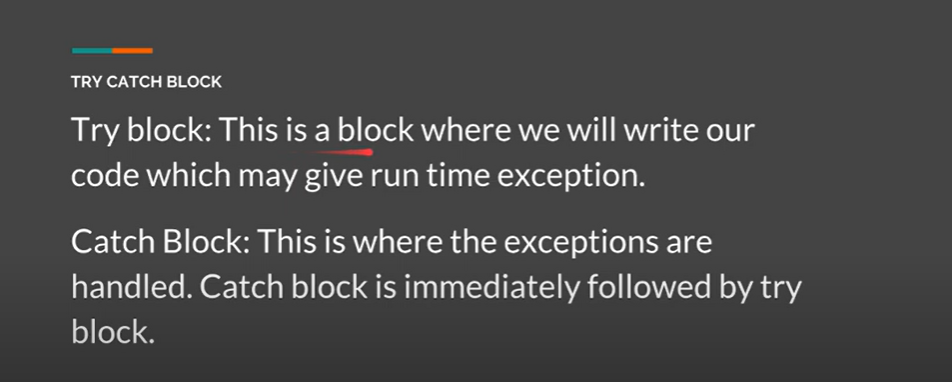 TRY CATCH BLOCK
Try block: This is a block where we will write our
code which may give run time exception.
Catch Block: This is where the exceptions are
handled. Catch block is immediately followed by try
block.